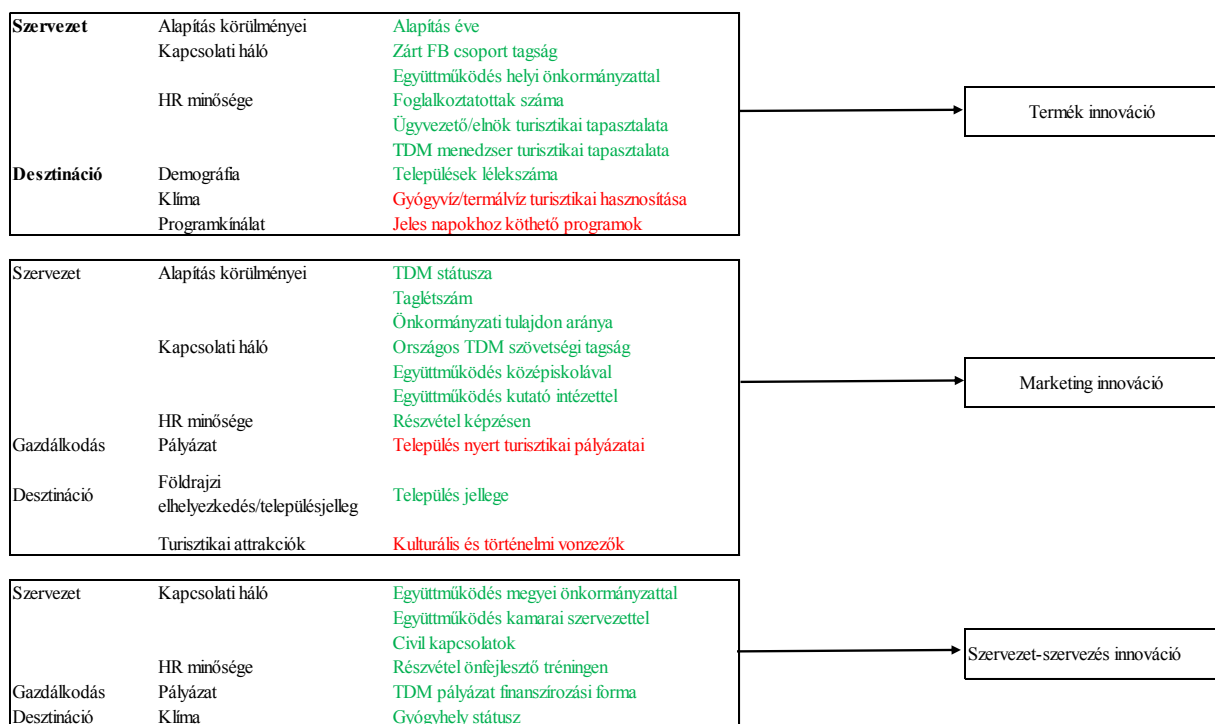 Szervezet Alapítás körülményei Alapítás éve
Kapcsolati háló Zárt FB csoport tagság
Együttműködés helyi önkormányzattal
HR minősége Foglalkoztatottak száma
Ügyvezető/elnök turisztikai tapasztalata
TDM menedzser turisztikai tapasztalata
Desztináció Demográfia Települések lélekszáma
Klíma Gyógyvíz/termálvíz turisztikai hasznosítása
Programkínálat Jeles napokhoz köthető programok
Termék innováció
Szervezet Alapítás körülményei TDM státusza
Taglétszám
Önkormányzati tulajdon aránya
Kapcsolati háló Országos TDM szövetségi tagság
Együttműködés középiskolával
Együttműködés kutató intézettel
HR minősége Részvétel képzésen
Gazdálkodás Pályázat Település nyert turisztikai pályázatai
Desztináció Földrajzi
elhelyezkedés/településjelleg Település jellege
Turisztikai attrakciók Kulturális és történelmi vonzezők
Marketing innováció
Szervezet Kapcsolati háló Együttműködés megyei önkormányzattal
Együttműködés kamarai szervezettel
Civil kapcsolatok
HR minősége Részvétel önfejlesztő tréningen
Gazdálkodás Pályázat TDM pályázat finanszírozási forma
Desztináció Klíma Gyógyhely státusz
Szervezet-szervezés innováció